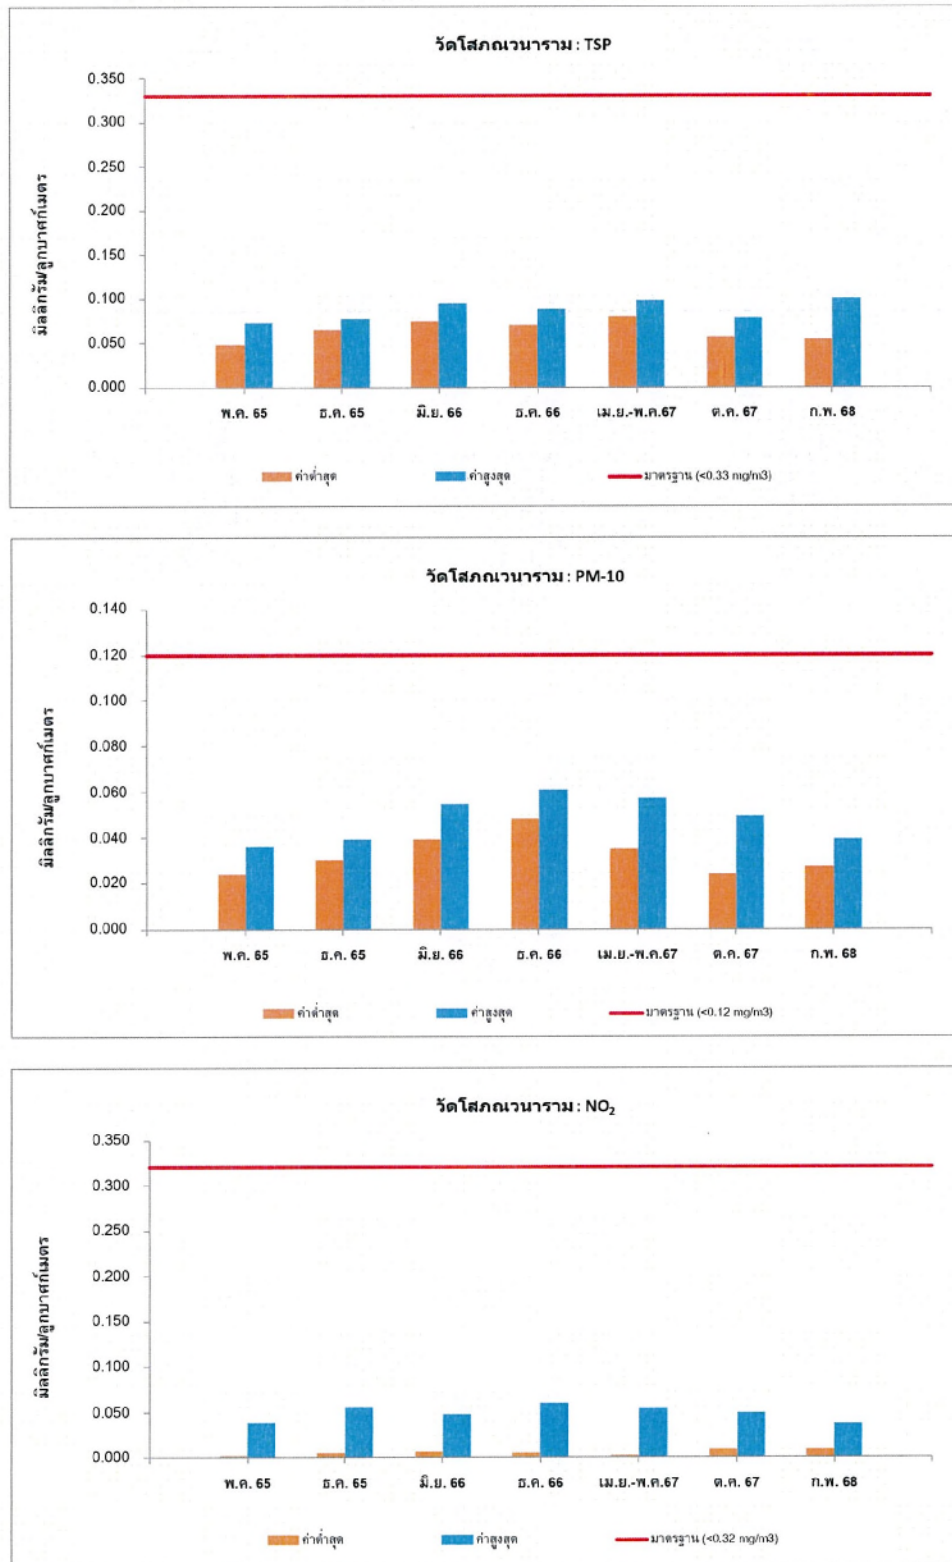 วัดโสภณวนาราม : TSP
มิลลิกรัม/ลูกบาศก์เมตร
0.350
0.300
0.250
0.200
0.150
0.100
0.050
0.000
พ.ค. 65 ธ.ค. 65 มิ.ย. 66 ธ.ค. 66 เม.ย.-พ.ค.67 ต.ค. 67 ก.พ. 68
ค่าต่ำสุด ค่าสูงสุด มาตรฐาน (<0.33 mg/m3)
วัดโสภณวนาราม : PM-10
มิลลิกรัม/ลูกบาศก์เมตร
0.140
0.120
0.100
0.080
0.060
0.040
0.020
0.000
พ.ค. 65 ธ.ค. 65 มิ.ย. 66 ธ.ค. 66 เม.ย.-พ.ค.67 ต.ค. 67 ก.พ. 68
ค่าต่ำสุด ค่าสูงสุด มาตรฐาน (<0.12 mg/m3)
วัดโสภณวนาราม : NO₂
มิลลิกรัม/ลูกบาศก์เมตร
0.350
0.300
0.250
0.200
0.150
0.100
0.050
0.000
พ.ค. 65 ธ.ค. 65 มิ.ย. 66 ธ.ค. 66 เม.ย.-พ.ค.67 ต.ค. 67 ก.พ. 68
ค่าต่ำสุด ค่าสูงสุด มาตรฐาน (<0.32 mg/m3)